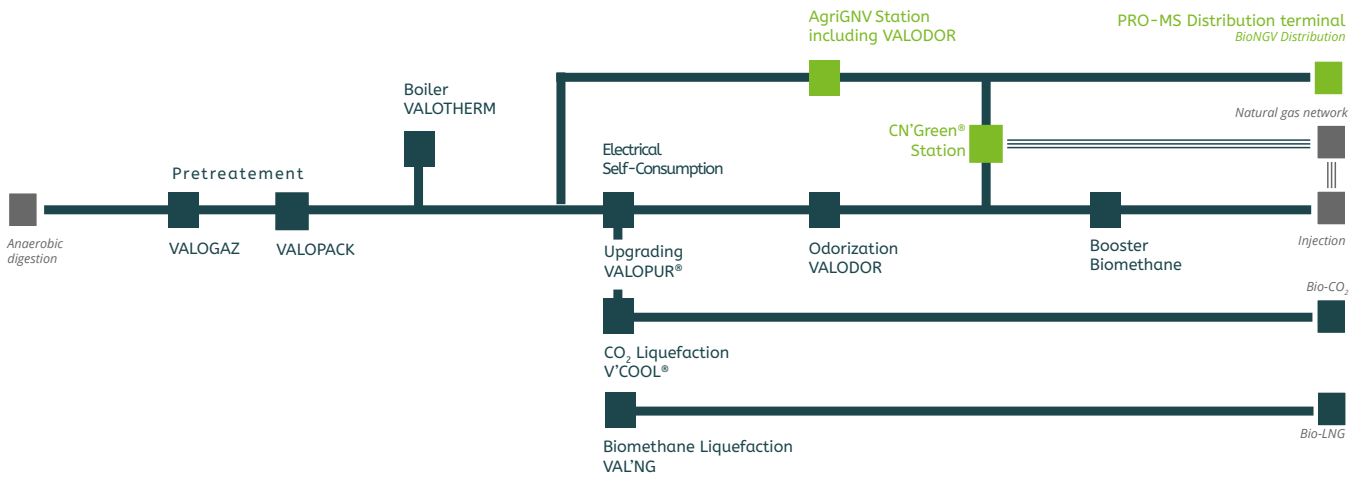 AgriGNV Station
including VALODOR
PRO-MS Distribution terminal
BioNGV Distribution
Boiler
VALOTHERM
Natural gas network
CN'Green®
Station
Electrical
Self-Consumption
Pretreatement
Anaerobic
digestion
VALOGAZ
VALOPACK
Upgrading
VALOPUR®
Odorization
VALODOR
Booster
Biomethane
Injection
Bio-CO₂
CO₂ Liquefaction
V'COOL®
Bio-LNG
Biomethane Liquefaction
VAL'NG